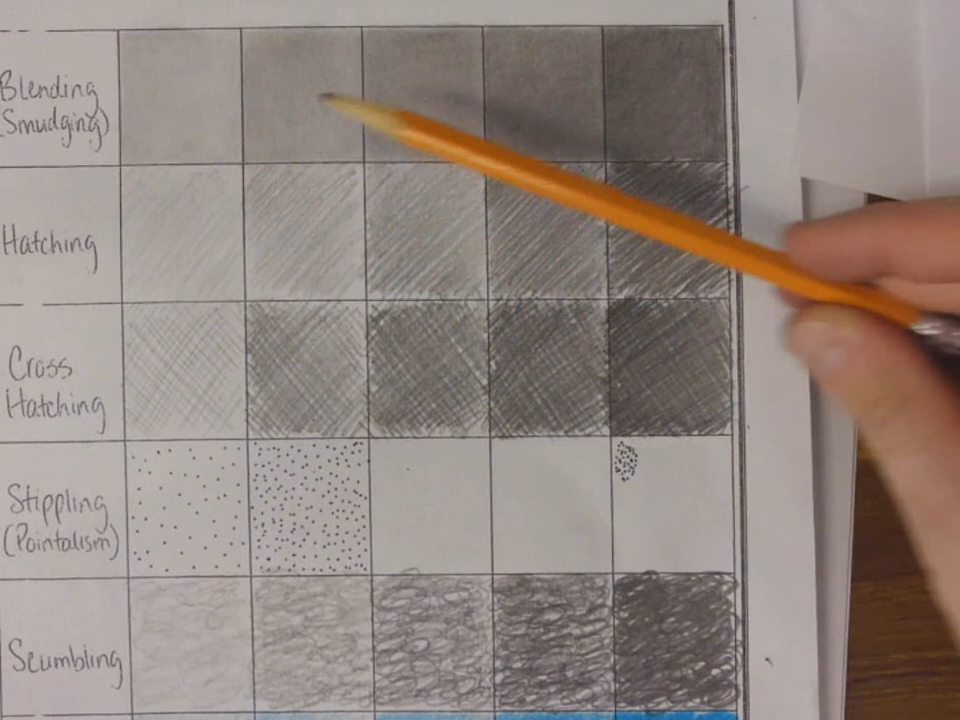 Blending
(Smudging)
Hatching
Cross
Hatching
Stippling
(Pointalism)
Scumbling